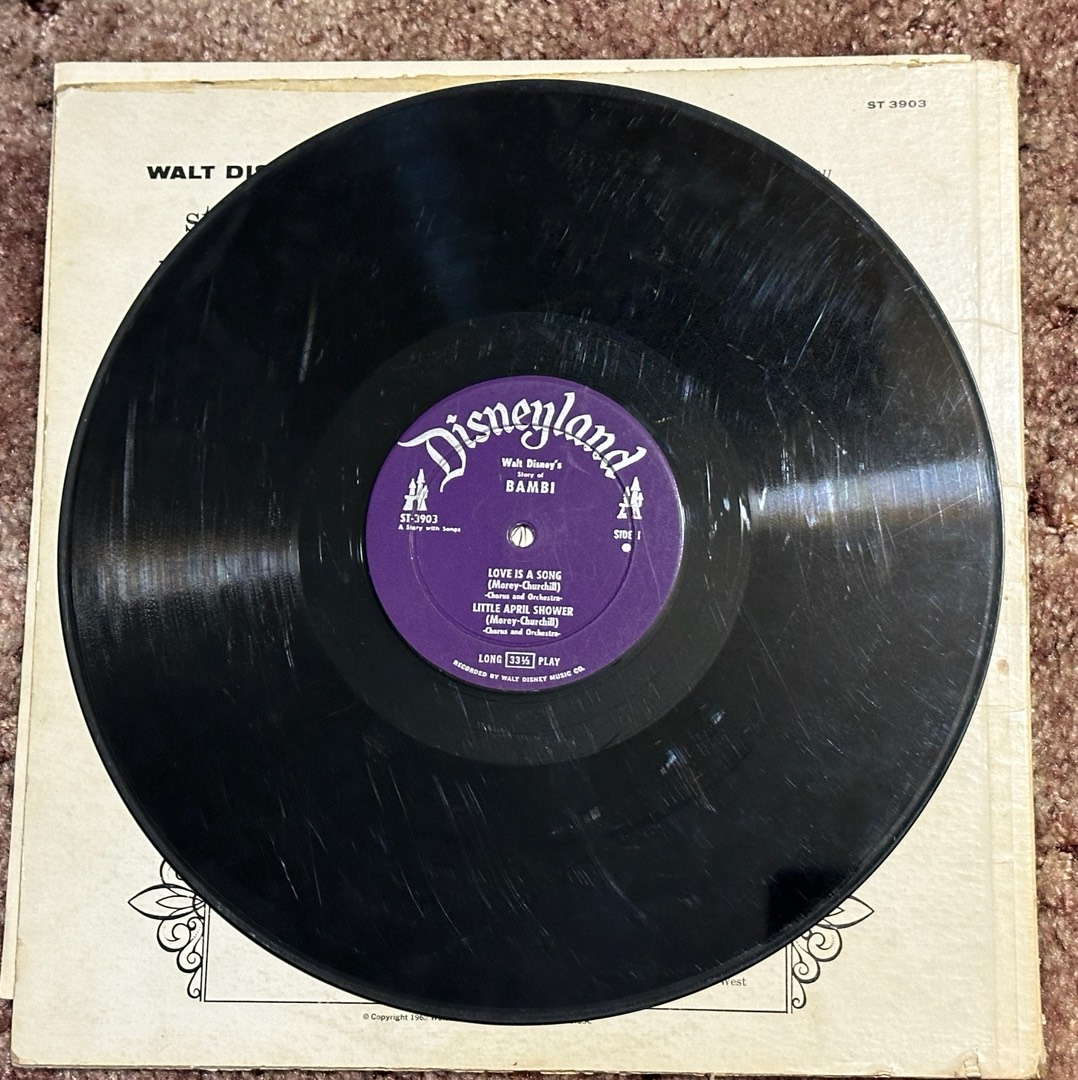 ST 3903
WALT DIS
St
Disneyland
Walt Disney's
Story of
BAMBI
ST-3903
A Story with Songs
SIDE 1
LOVE IS A SONG
(Morey-Churchill)
-Chorus and Orchestra-
LITTLE APRIL SHOWER
(Morey-Churchill)
-Chorus and Orchestra-
LONG 33⅓ PLAY
RECORDED BY WALT DISNEY MUSIC CO.
West
© Copyright